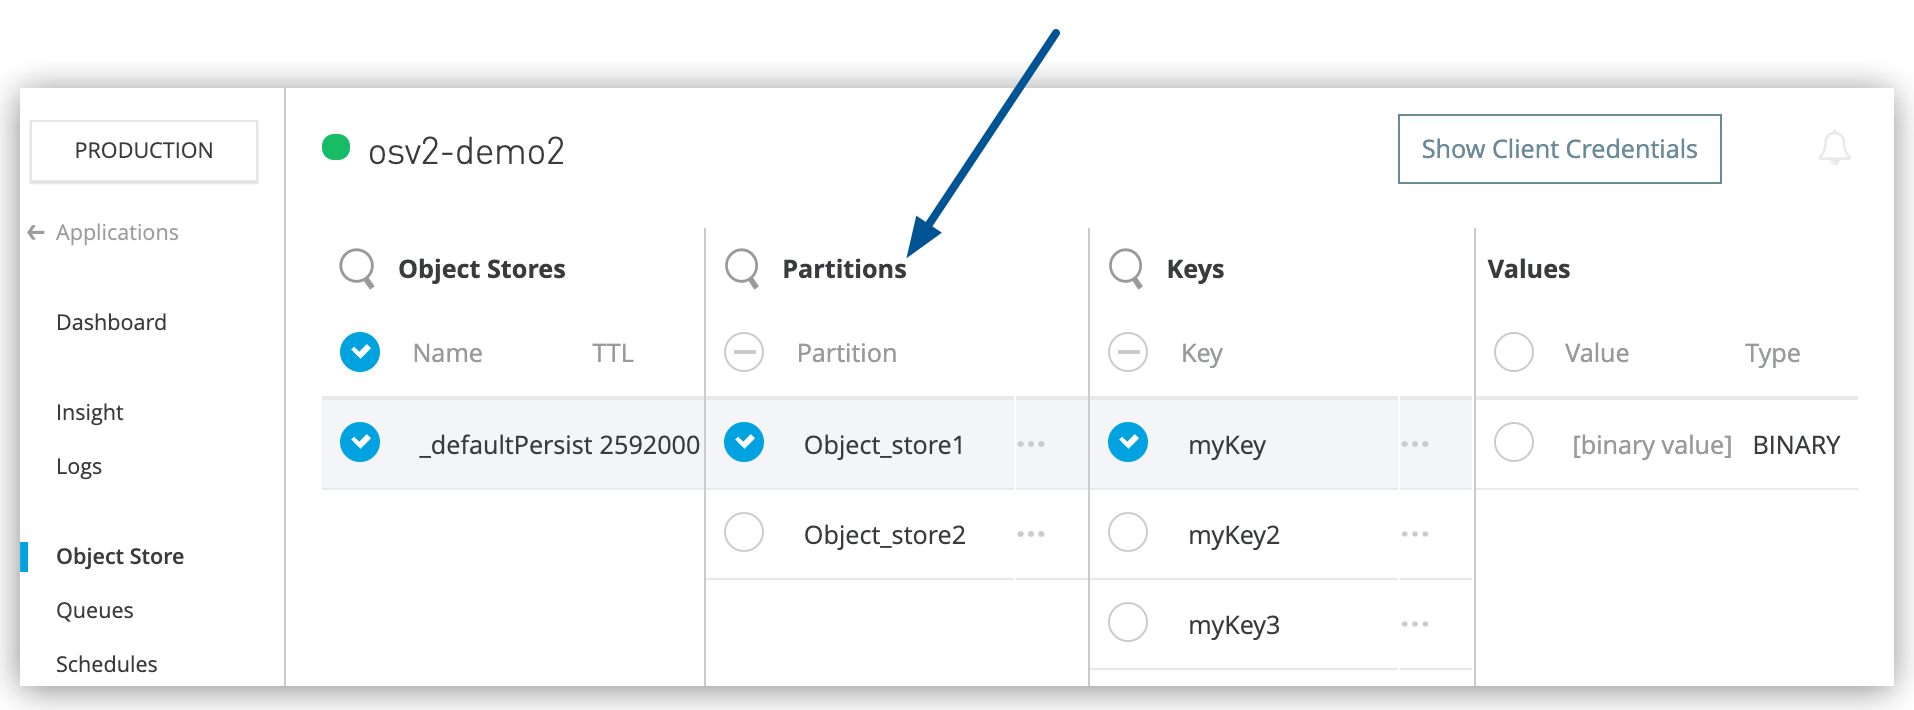 PRODUCTION
Applications
Dashboard
Insight
Logs
Object Store
Queues
Schedules
osv2-demo2
Show Client Credentials
Object Stores
Partitions
Keys
Values
Name TTL
Partition
Key
Value Type
_defaultPersist 2592000
Object_store1
myKey
[binary value] BINARY
Object_store2
myKey2
myKey3